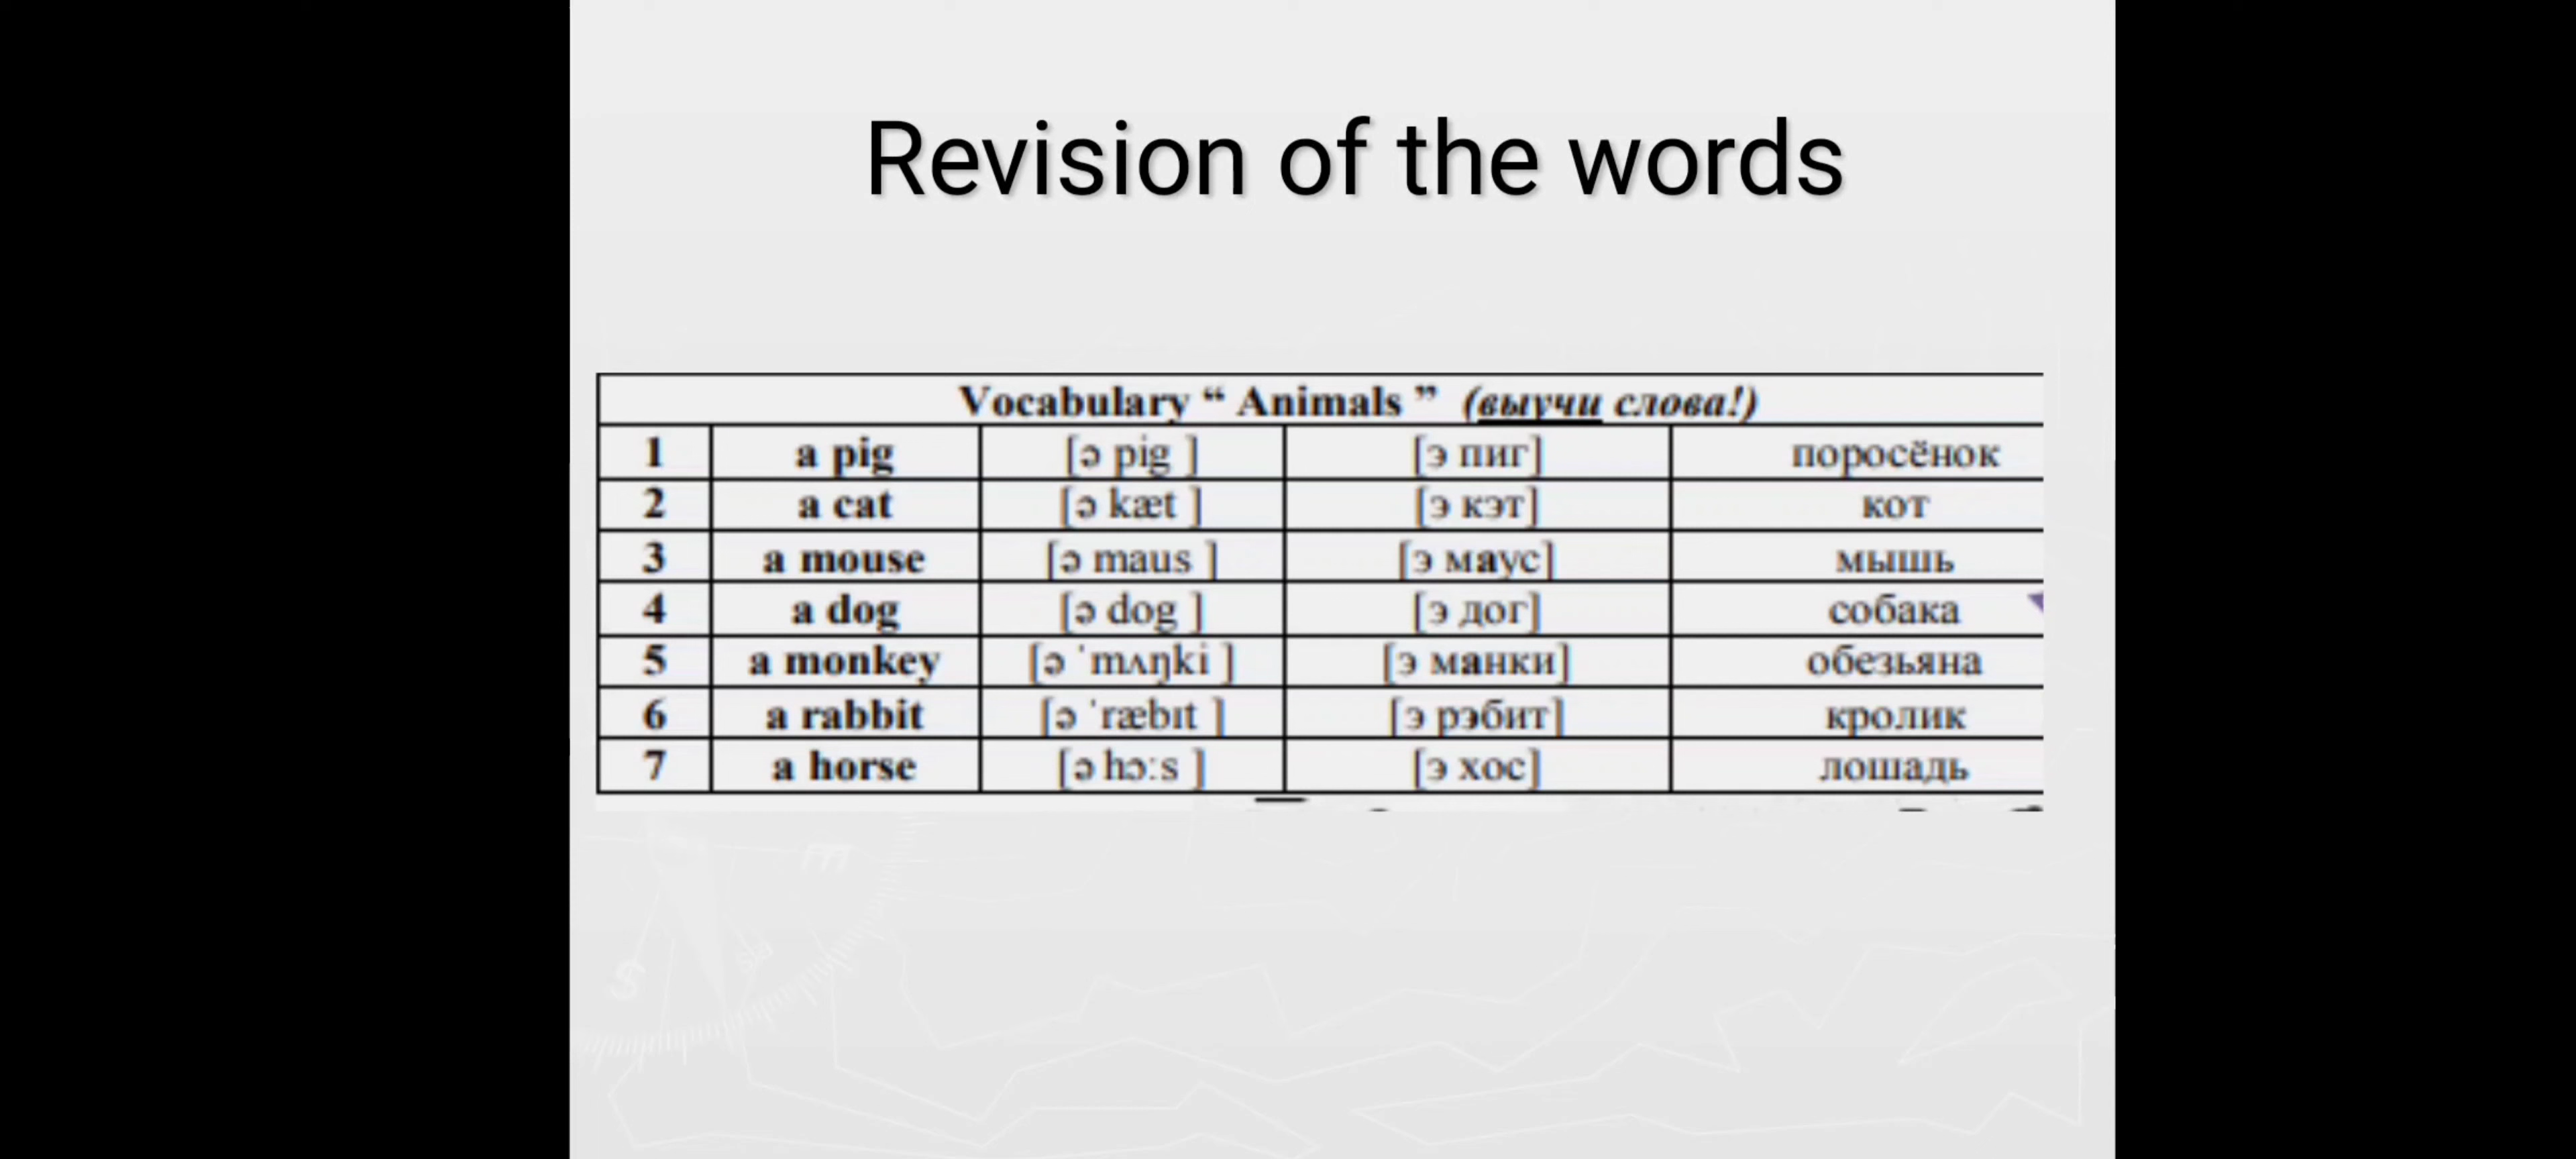 Revision of the words
Vocabulary “ Animals ” (выучи слова!)
1 a pig [ə pig ] [э пиг] поросёнок
2 a cat [ə kæt ] [э кэт] кот
3 a mouse [ə maus ] [э маус] мышь
4 a dog [ə dog ] [э дог] собака
5 a monkey [ə ˈmʌŋki ] [э манки] обезьяна
6 a rabbit [ə ˈræbɪt ] [э рэбит] кролик
7 a horse [ə hɔːs ] [э хос] лошадь
m
S